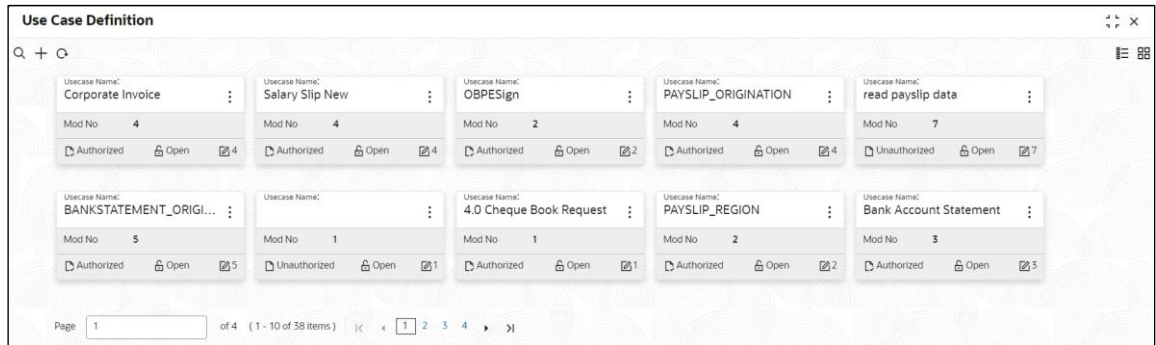 Use Case Definition
Usecase Name:
Corporate Invoice
Mod No 4
Authorized Open 4
Usecase Name:
Salary Slip New
Mod No 4
Authorized Open 4
Usecase Name:
OBPESign
Mod No 2
Authorized Open 2
Usecase Name:
PAYSLIP_ORIGINATION
Mod No 4
Authorized Open 4
Usecase Name:
read payslip data
Mod No 7
Unauthorized Open 7
Usecase Name:
BANKSTATEMENT_ORIGI...
Mod No 5
Authorized Open 5
Usecase Name:
Mod No 1
Unauthorized Open 1
Usecase Name:
4.0 Cheque Book Request
Mod No 1
Authorized Open 1
Usecase Name:
PAYSLIP_REGION
Mod No 2
Authorized Open 2
Usecase Name:
Bank Account Statement
Mod No 3
Authorized Open 3
Page 1 of 4 (1 - 10 of 38 items) 1 2 3 4